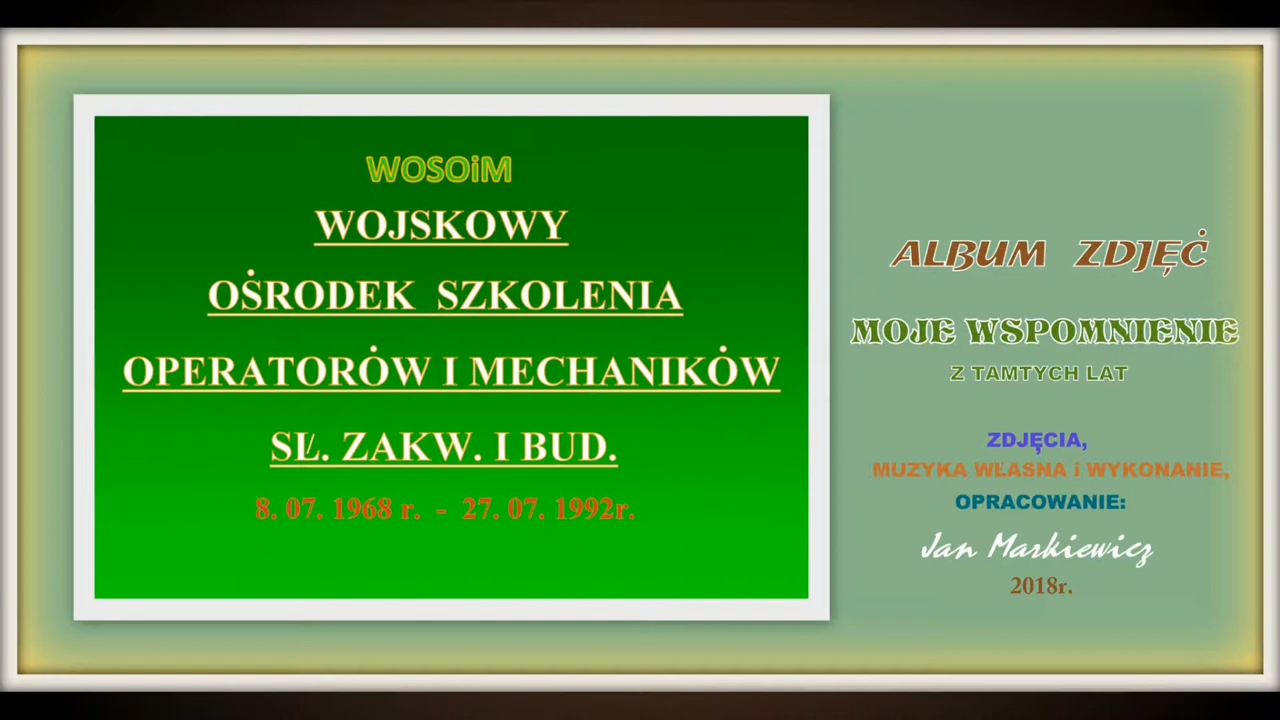 WOSOiM
WOJSKOWY
OŚRODEK SZKOLENIA
OPERATORÓW I MECHANIKÓW
SŁ. ZAKW. I BUD.
8. 07. 1968 r. - 27. 07. 1992r.
ALBUM ZDJĘĆ
MOJE WSPOMNIENIE
Z TAMTYCH LAT
ZDJĘCIA,
MUZYKA WŁASNA i WYKONANIE,
OPRACOWANIE:
Jan Markiewicz
2018r.